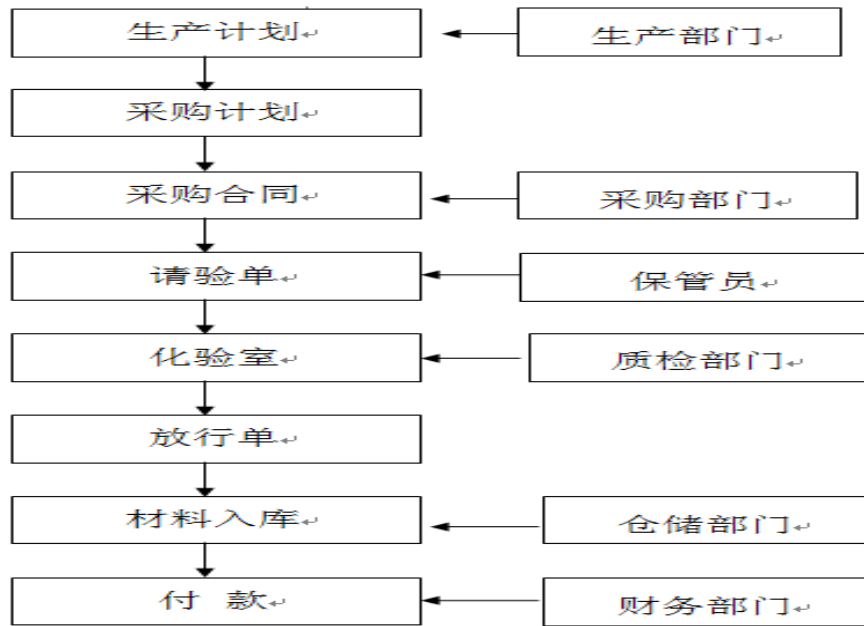 生产计划
生产部门
采购计划
采购合同
采购部门
请验单
保管员
化验室
质检部门
放行单
材料入库
仓储部门
付 款
财务部门